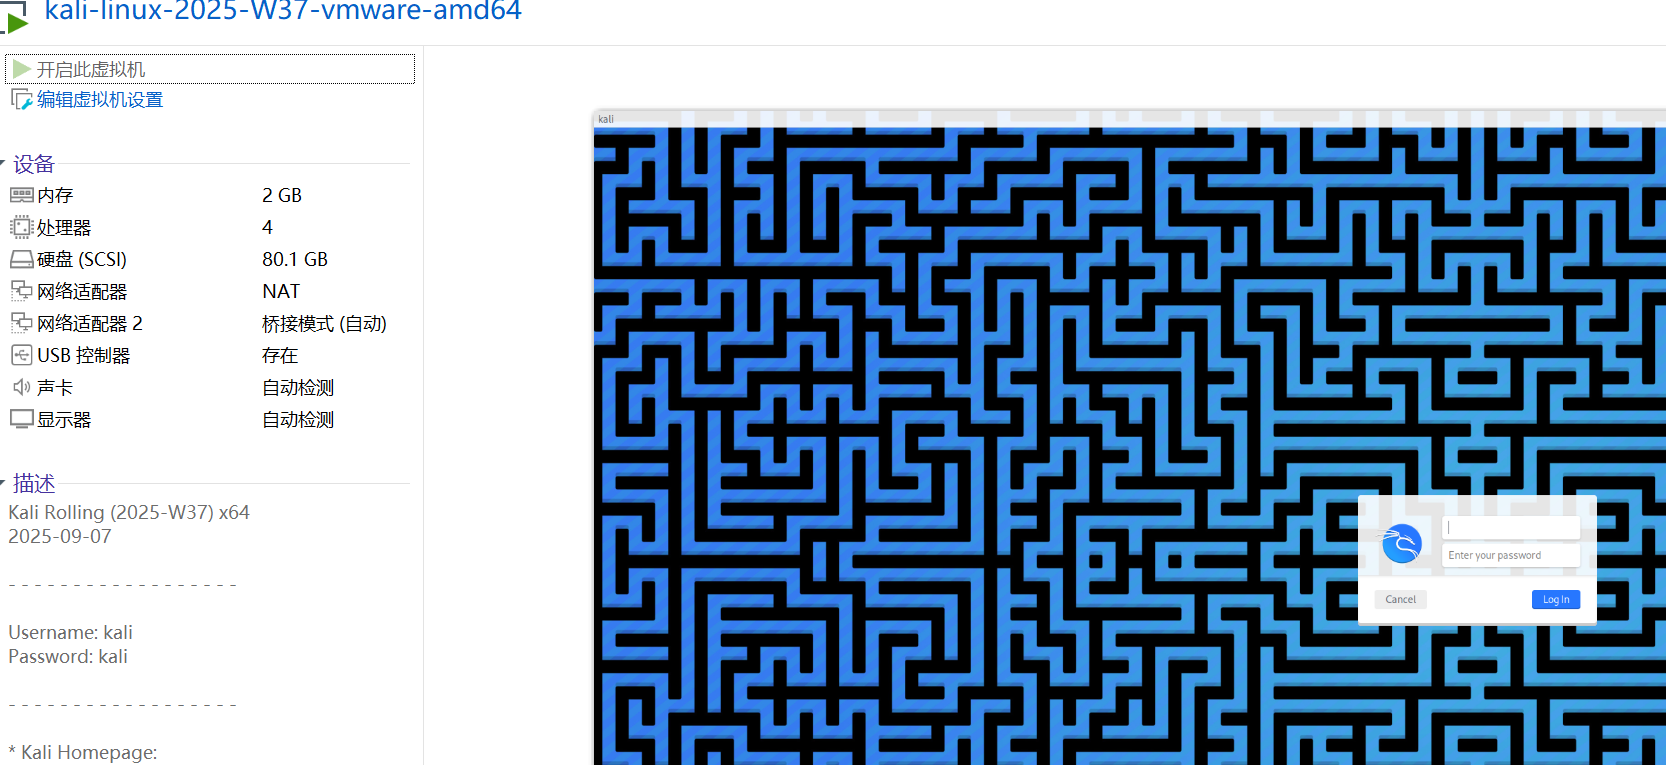 kali-linux-2025-W37-vmware-amd64
开启此虚拟机
编辑虚拟机设置
设备
内存 2 GB
处理器 4
硬盘 (SCSI) 80.1 GB
网络适配器 NAT
网络适配器 2 桥接模式 (自动)
USB 控制器 存在
声卡 自动检测
显示器 自动检测
描述
Kali Rolling (2025-W37) x64
2025-09-07
- - - - - - - - - - - - - - - - - -
Username: kali
Password: kali
- - - - - - - - - - - - - - - - - -
* Kali Homepage:
kali
Enter your password
Cancel Log In